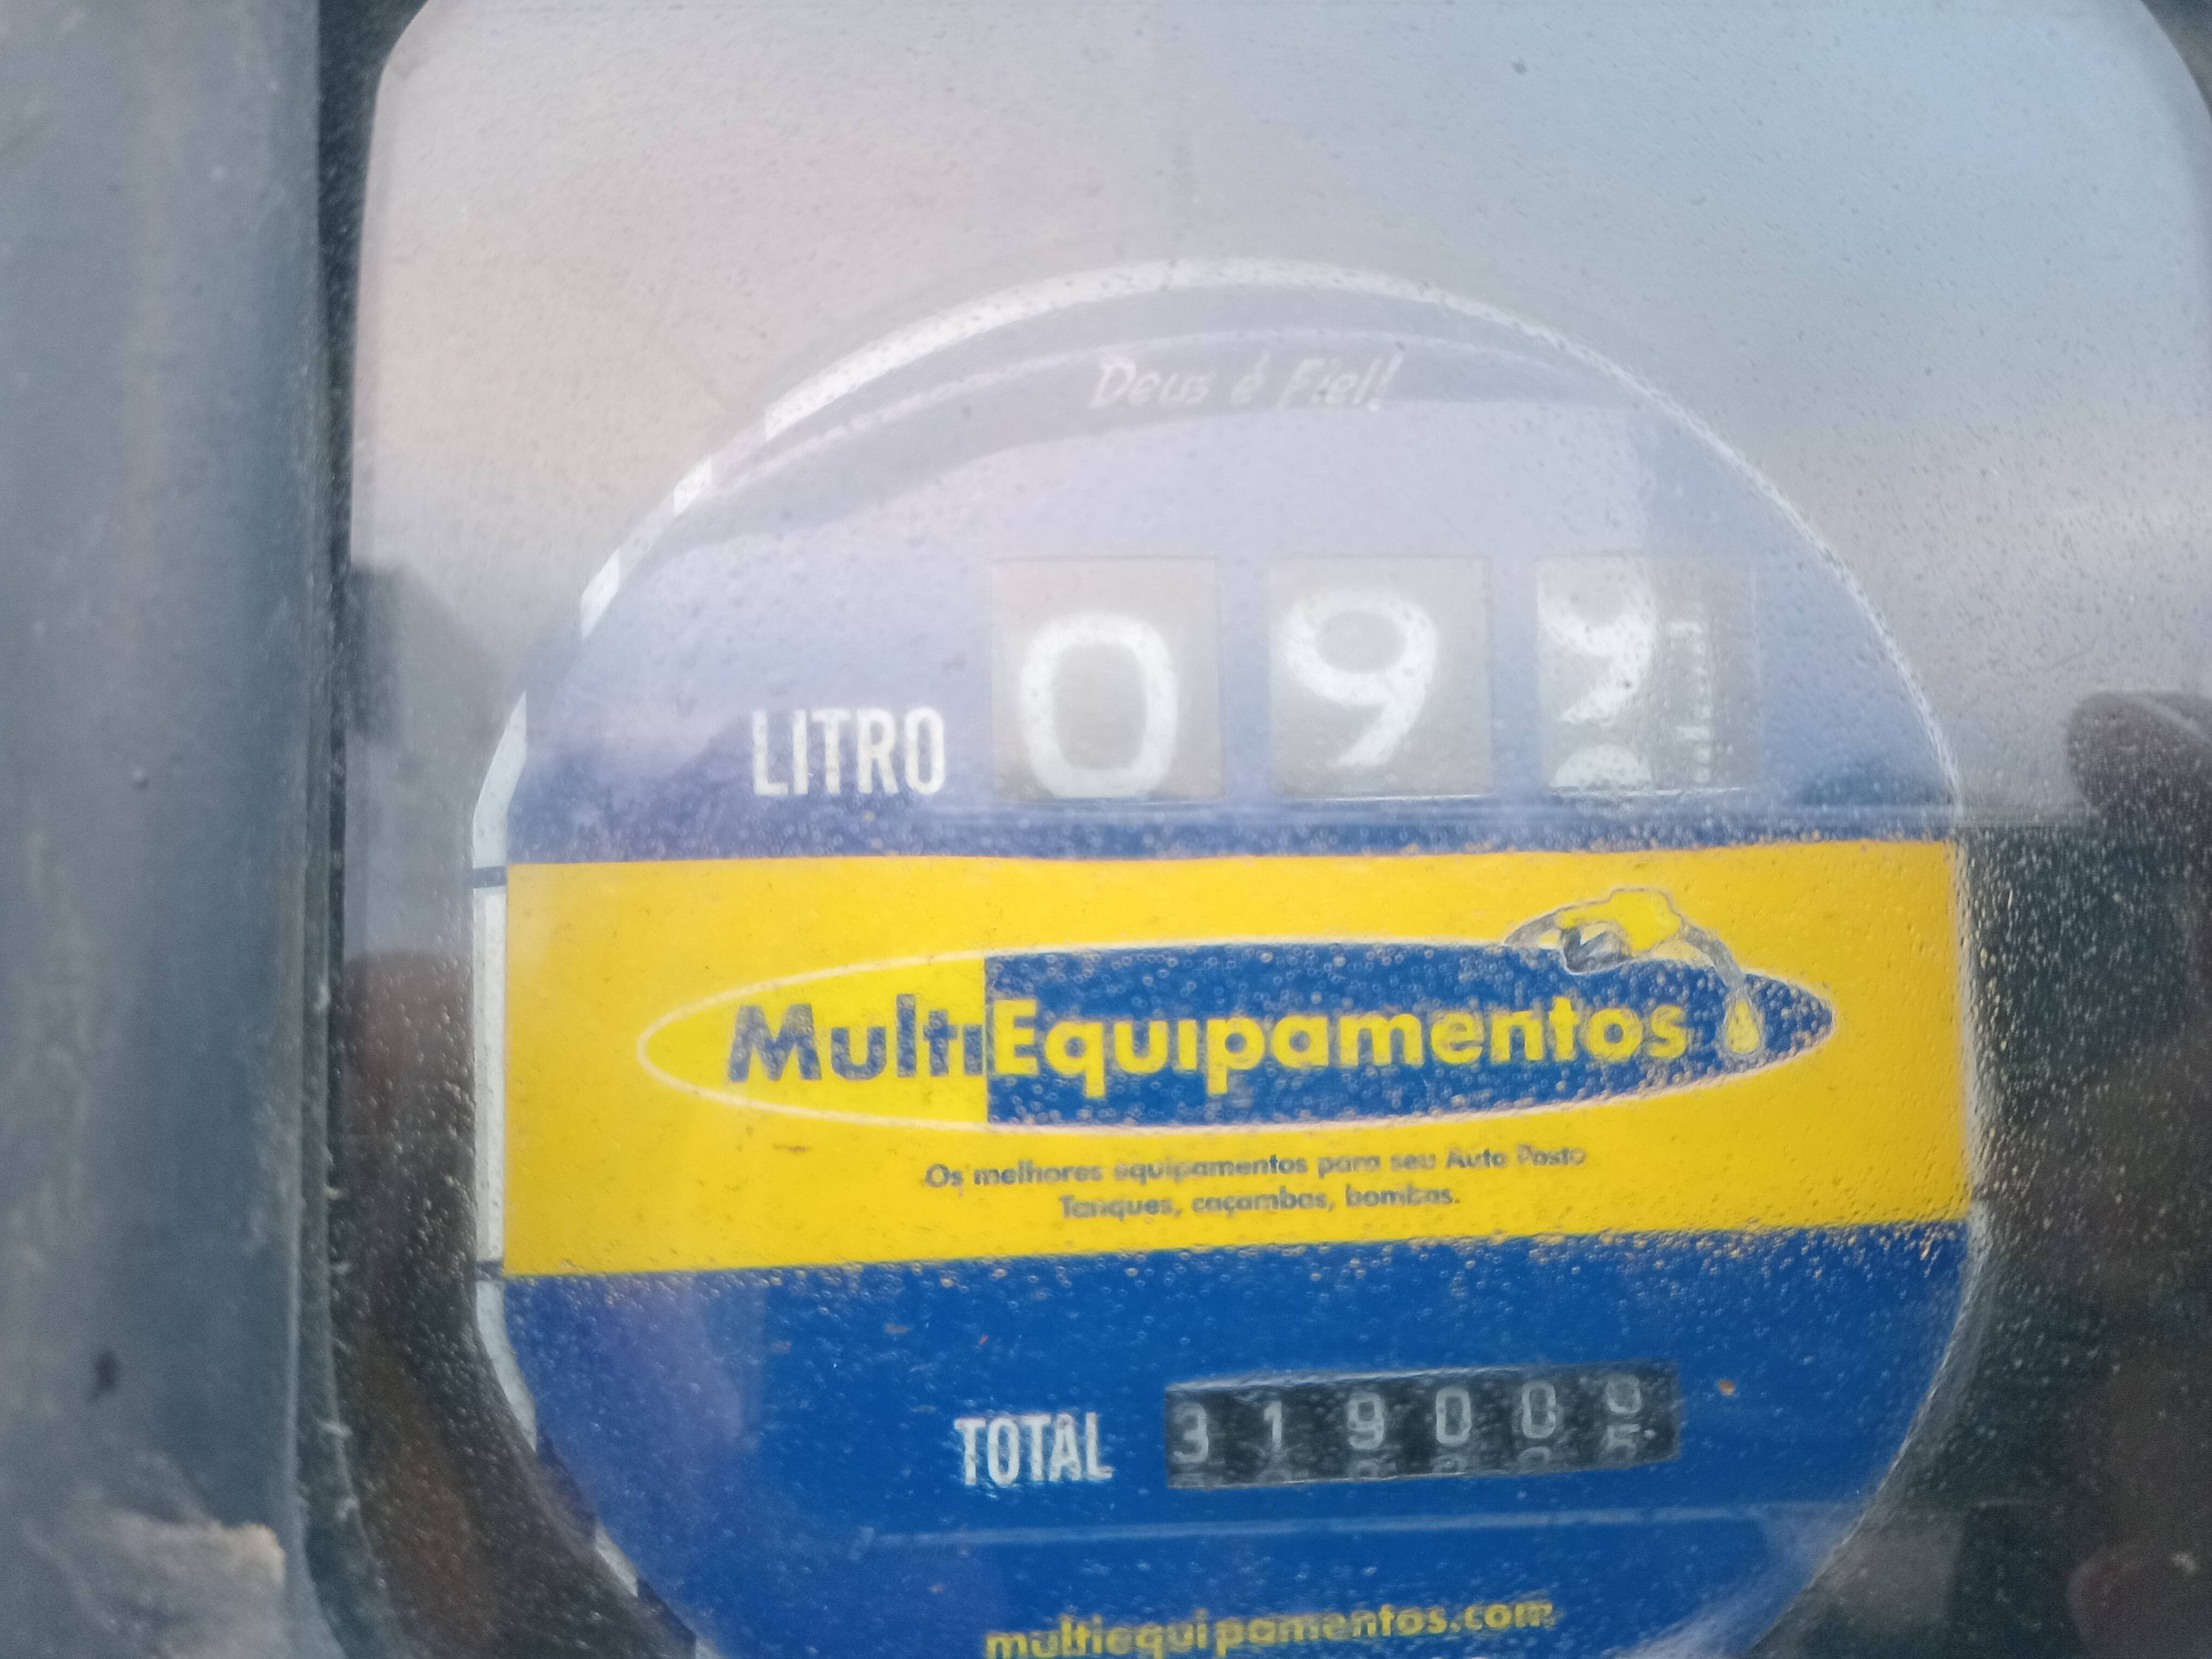 Deus é Fiel!
LITRO 09
MultiEquipamentos
Os melhores equipamentos para seu Auto Posto
Tanques, caçambas, bombas.
TOTAL 31900
multiequipamentos.com